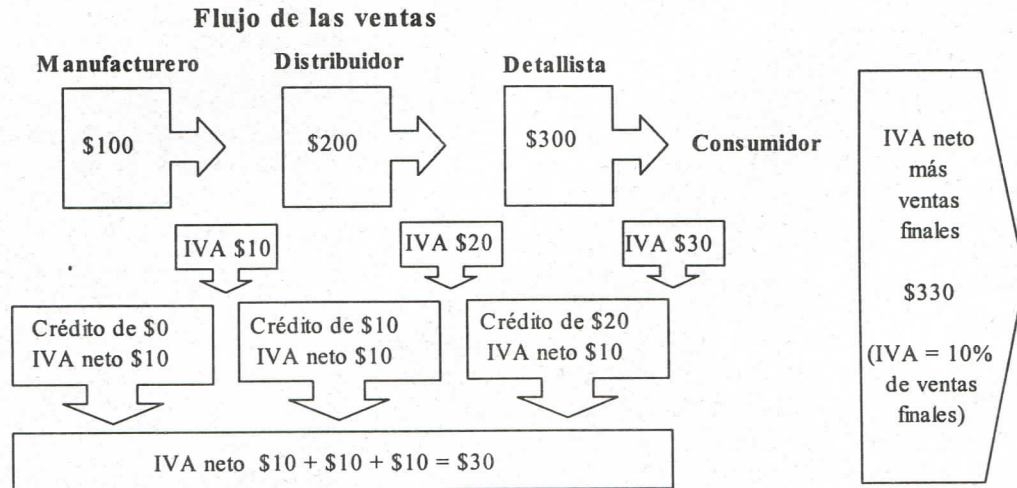 Flujo de las ventas
Manufacturero
Distribuidor
Detallista
$100
$200
$300
Consumidor
IVA $10
IVA $20
IVA $30
Crédito de $0
IVA neto $10
Crédito de $10
IVA neto $10
Crédito de $20
IVA neto $10
IVA neto $10 + $10 + $10 = $30
IVA neto
más
ventas
finales
$330
(IVA = 10%
de ventas
finales)